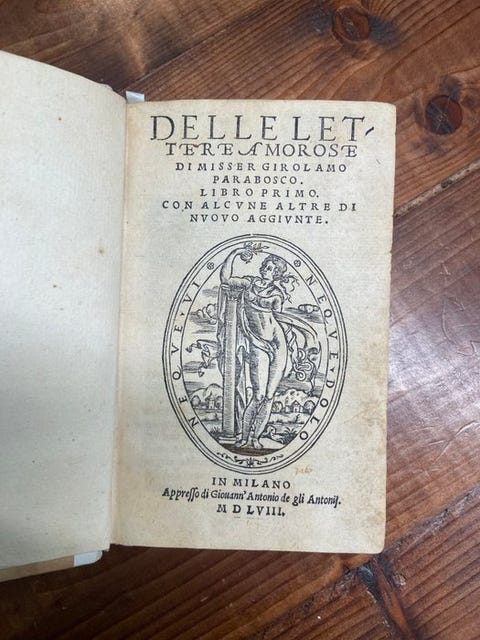 DELLE LET-
TERE AMOROSE
DI MISSER GIROLAMO
PARABOSCO.
LIBRO PRIMO.
CON ALCVNE ALTRE DI
NVOVO AGGIVNTE.
NEQVE VI
NEQVE DOLO
IN MILANO
Appresso di Giouann' Antonio de gli Antonij.
M D LVIII.